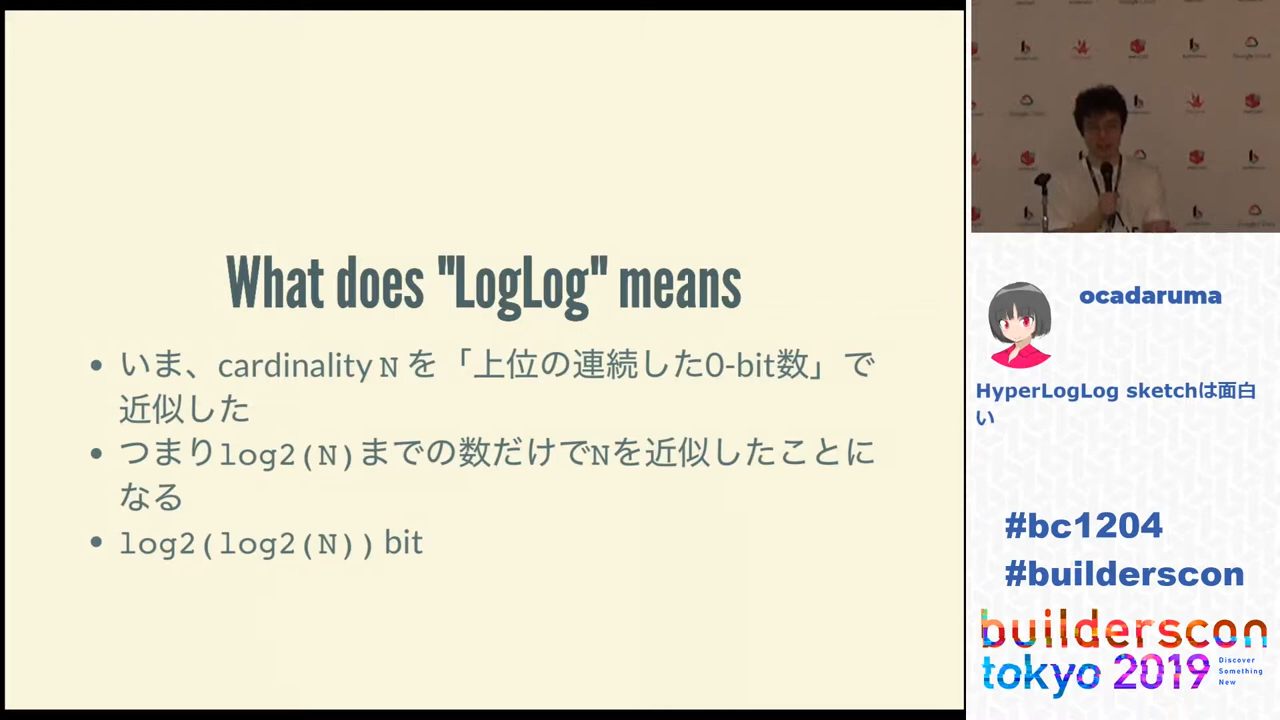 What does "LogLog" means
いま、cardinality N を「上位の連続した0-bit数」で
近似した
つまりlog2(N)までの数だけでNを近似したことに
なる
log2(log2(N)) bit
ocadaruma
HyperLogLog sketchは面白
い
#bc1204
#builderscon
builderscon
tokyo 2019
Discover
Something
New